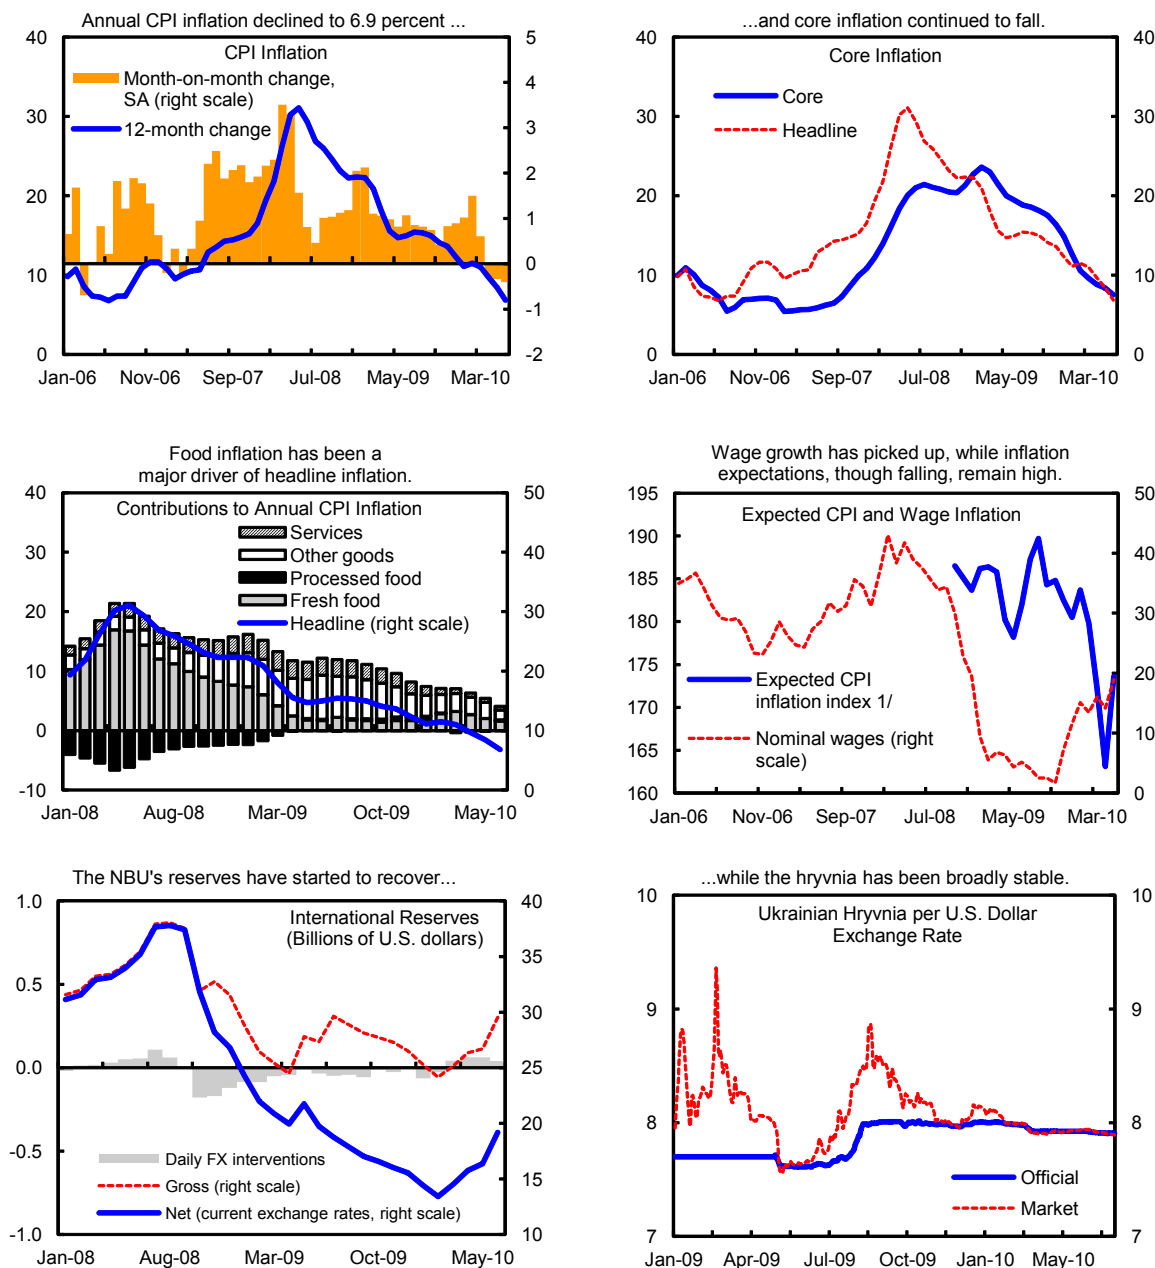 Annual CPI inflation declined to 6.9 percent ...
40
30
20
10
0
CPI Inflation
Month-on-month change,
SA (right scale)
12-month change
5
4
3
2
1
0
-1
-2
Jan-06 Nov-06 Sep-07 Jul-08 May-09 Mar-10
...and core inflation continued to fall.
40
30
20
10
0
Core Inflation
Core
Headline
40
30
20
10
0
Jan-06 Nov-06 Sep-07 Jul-08 May-09 Mar-10
Food inflation has been a
major driver of headline inflation.
40
30
20
10
0
-10
Contributions to Annual CPI Inflation
Services
Other goods
Processed food
Fresh food
Headline (right scale)
50
40
30
20
10
0
Jan-08 Aug-08 Mar-09 Oct-09 May-10
Wage growth has picked up, while inflation
expectations, though falling, remain high.
195
190
185
180
175
170
165
160
Expected CPI and Wage Inflation
Expected CPI
inflation index 1/
Nominal wages (right
scale)
50
40
30
20
10
0
Jan-06 Nov-06 Sep-07 Jul-08 May-09 Mar-10
The NBU's reserves have started to recover...
1.0
0.5
0.0
-0.5
-1.0
International Reserves
(Billions of U.S. dollars)
Daily FX interventions
Gross (right scale)
Net (current exchange rates, right scale)
40
35
30
25
20
15
10
Jan-08 Aug-08 Mar-09 Oct-09 May-10
...while the hryvnia has been broadly stable.
10
9
8
7
Ukrainian Hryvnia per U.S. Dollar
Exchange Rate
Official
Market
10
9
8
7
Jan-09 Apr-09 Jul-09 Oct-09 Jan-10 May-10